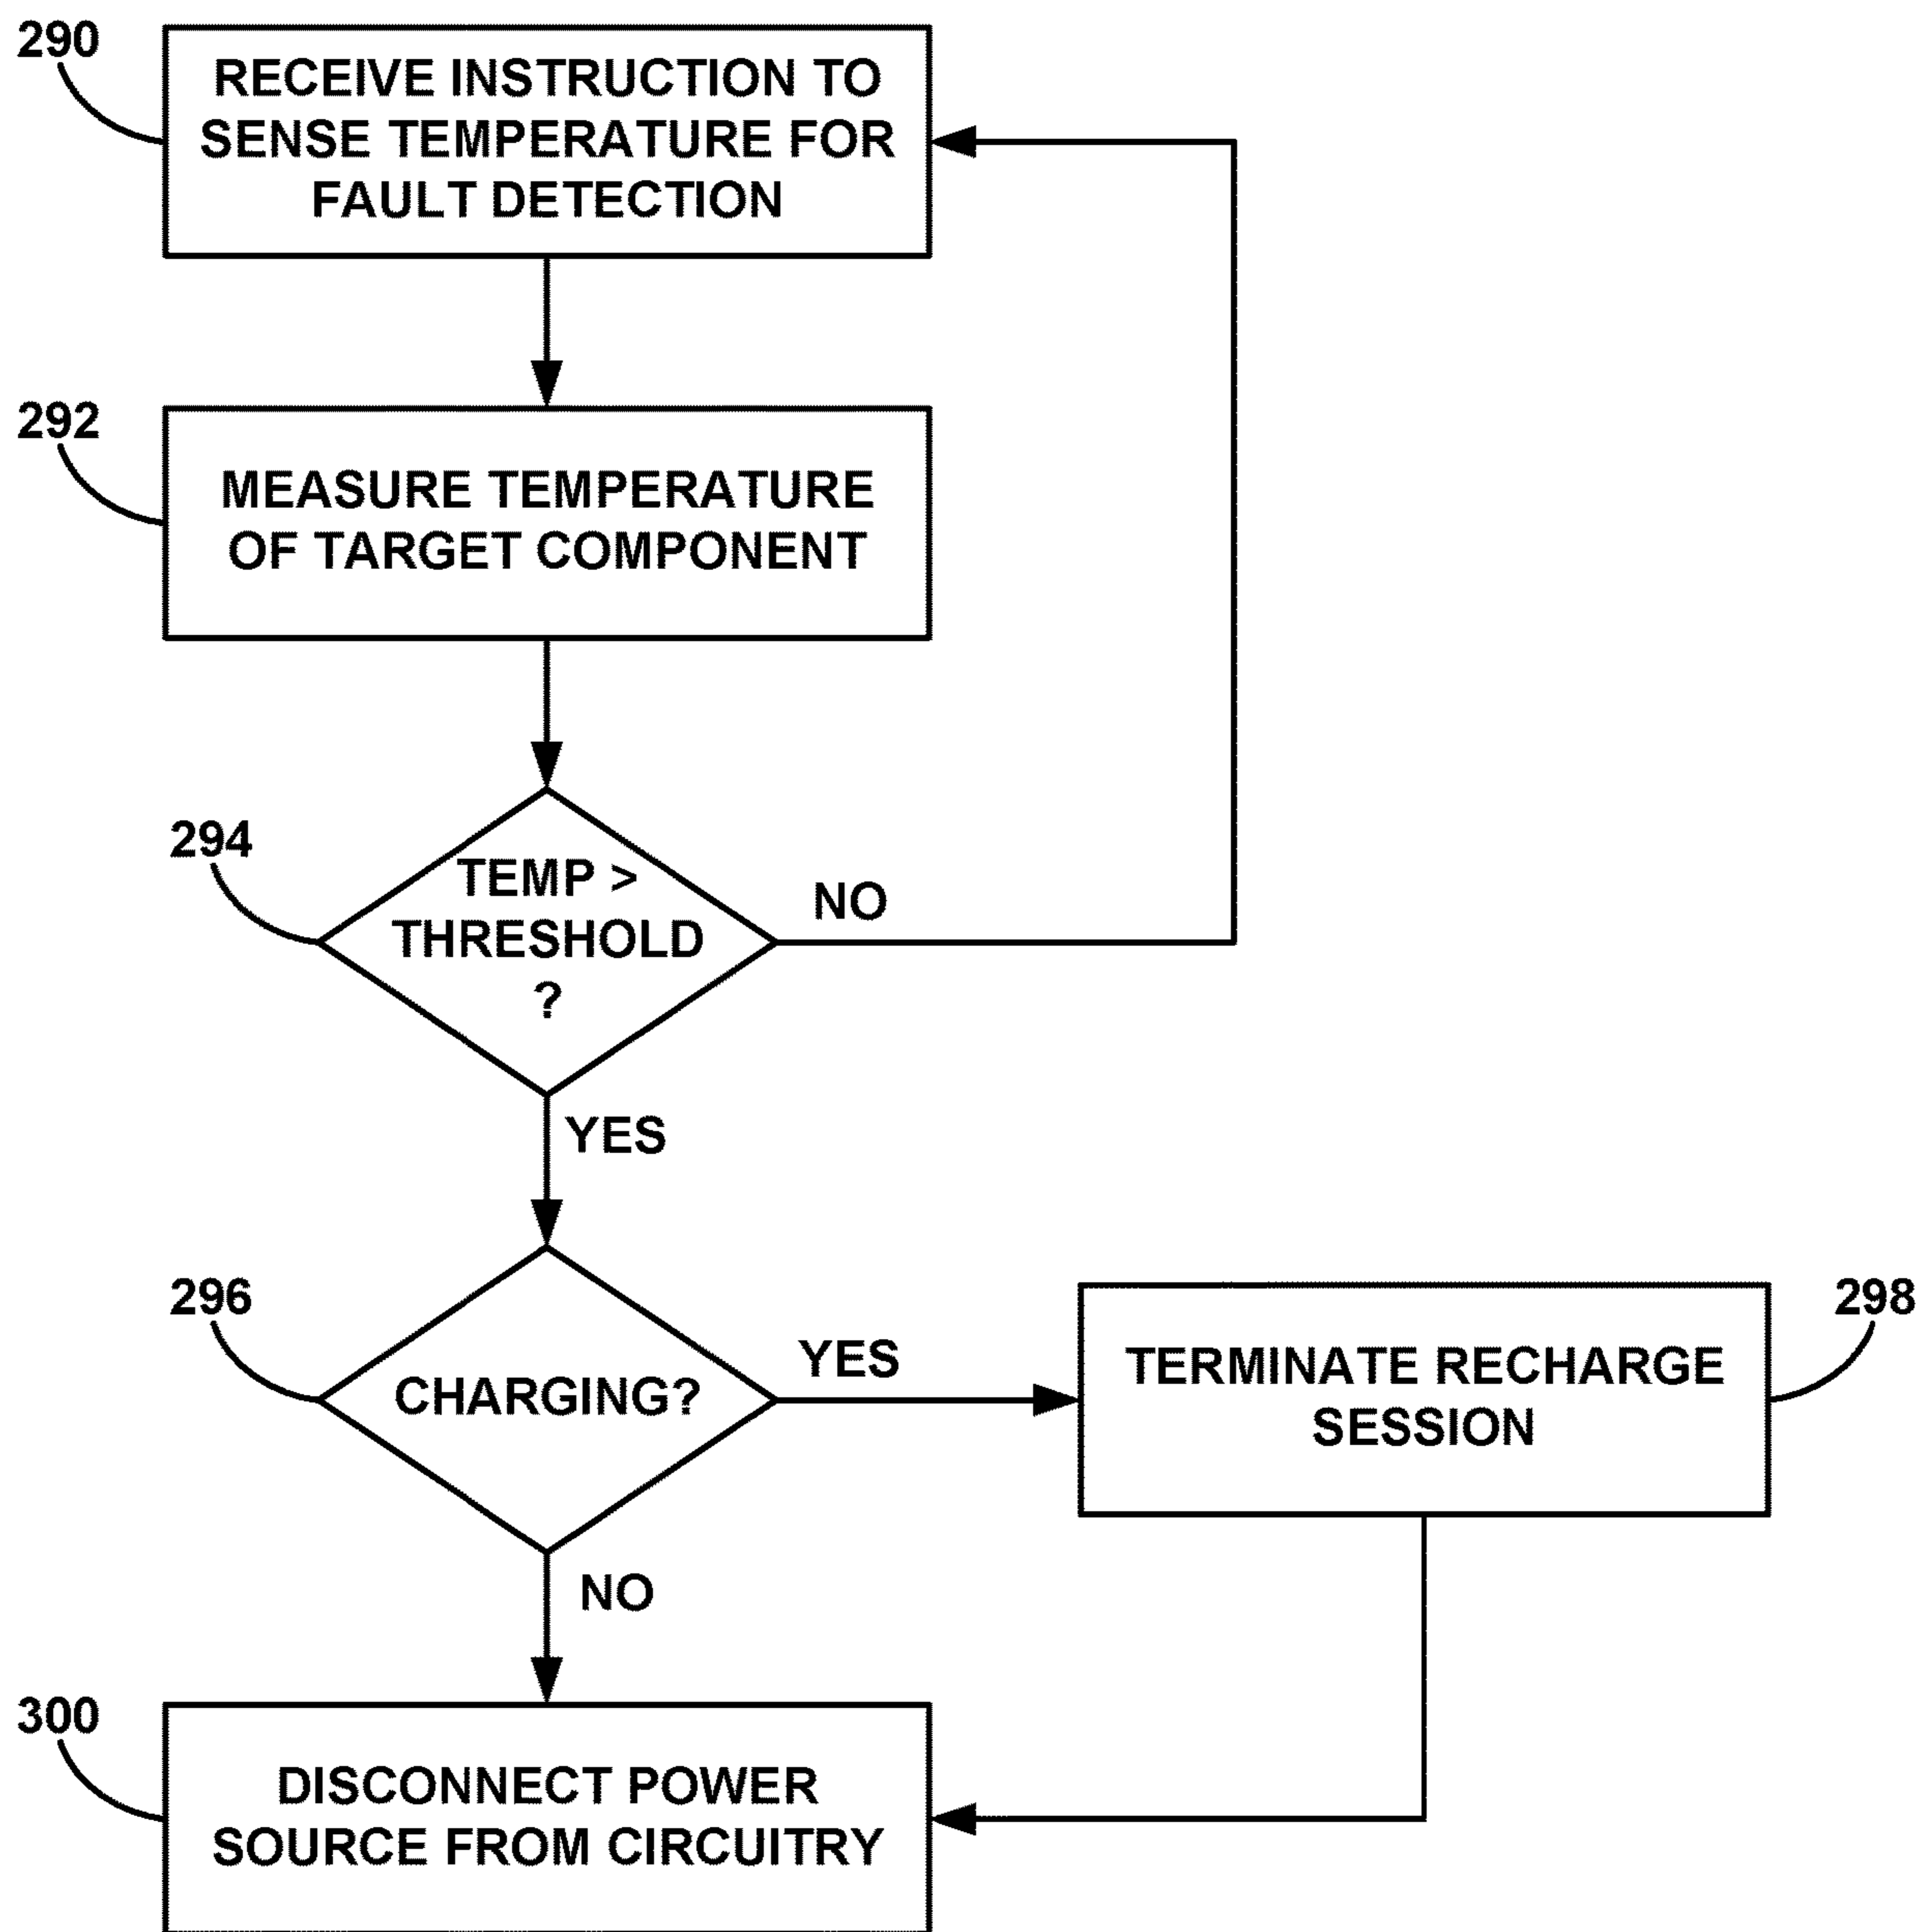 290
RECEIVE INSTRUCTION TO
SENSE TEMPERATURE FOR
FAULT DETECTION
292
MEASURE TEMPERATURE
OF TARGET COMPONENT
294
TEMP >
THRESHOLD
?
NO
YES
296
CHARGING?
YES
TERMINATE RECHARGE
SESSION
298
NO
300
DISCONNECT POWER
SOURCE FROM CIRCUITRY